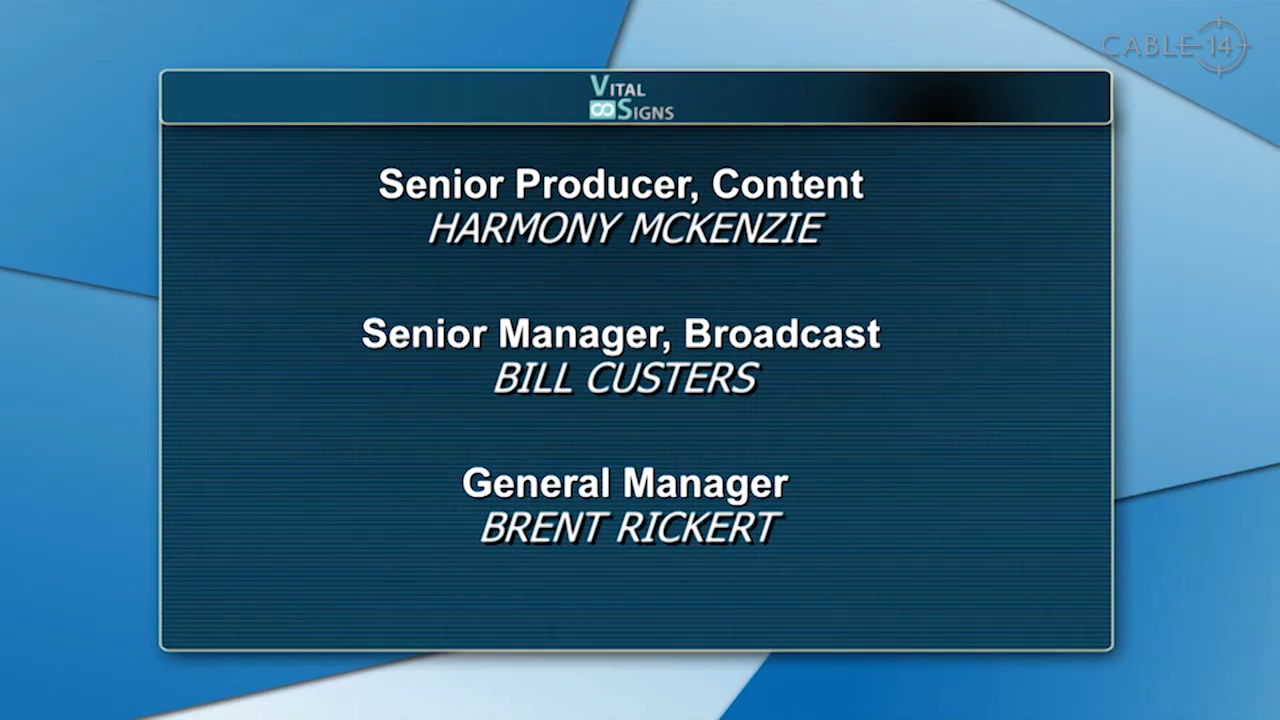 CABLE 14
VITAL
SIGNS
Senior Producer, Content
HARMONY MCKENZIE
Senior Manager, Broadcast
BILL CUSTERS
General Manager
BRENT RICKERT